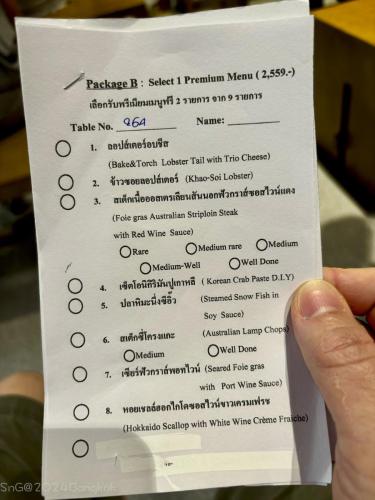 Package B : Select 1 Premium Menu ( 2,559.-)
เลือกรับพรีเมี่ยมเมนูฟรี 2 รายการ จาก 9 รายการ
Table No. 86A Name:
1. ลอปส์เตอร์อบชีส
(Bake&Torch Lobster Tail with Trio Cheese)
2. ข้าวซอยลอปส์เตอร์ (Khao-Soi Lobster)
3. สเต็กเนื้อออสเตรเลียนสันนอกฟัวกราส์ซอสไวน์แดง
(Foie gras Australian Striploin Steak
with Red Wine Sauce)
Rare Medium rare Medium
Medium-Well Well Done
4. เซ็ตโอนิกิริมันปูเกาหลี ( Korean Crab Paste D.I.Y)
5. ปลาหิมะนึ่งซีอิ๊ว (Steamed Snow Fish in
Soy Sauce)
6. สเต็กซี่โครงแกะ (Australian Lamp Chops)
Medium Well Done
7. เซียร์ฟัวกราส์พอทไวน์ (Seared Foie gras
with Port Wine Sauce)
8. หอยเชลล์ฮอกไกโดซอสไวน์ขาวเครมเฟรช
(Hokkaido Scallop with White Wine Crème Fraiche)
SnG@2024Bangkok